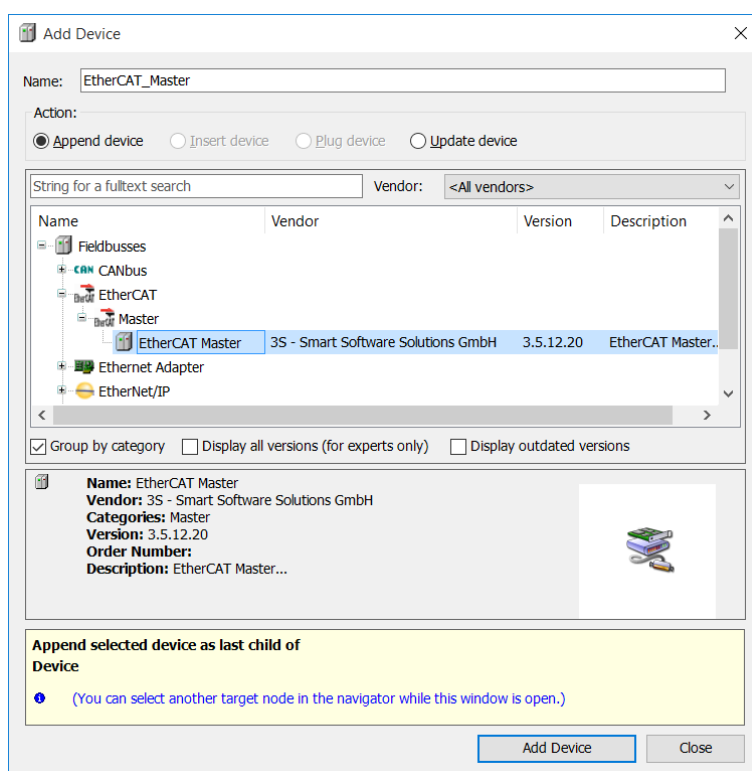 Add Device
Name: EtherCAT_Master
Action:
Append device Insert device Plug device Update device
String for a fulltext search Vendor: <All vendors>
Name Vendor Version Description
Fieldbusses
CAN CANbus
EtherCAT
Master
EtherCAT Master 3S - Smart Software Solutions GmbH 3.5.12.20 EtherCAT Master..
Ethernet Adapter
EtherNet/IP
Group by category Display all versions (for experts only) Display outdated versions
Name: EtherCAT Master
Vendor: 3S - Smart Software Solutions GmbH
Categories: Master
Version: 3.5.12.20
Order Number:
Description: EtherCAT Master...
Append selected device as last child of
Device
(You can select another target node in the navigator while this window is open.)
Add Device Close